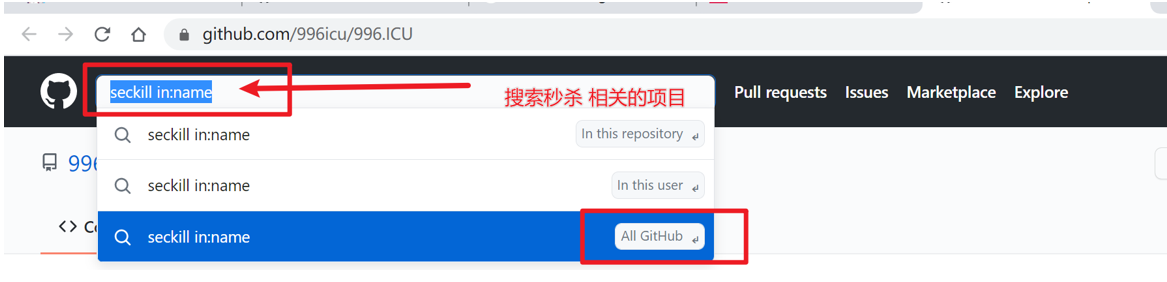 github.com/996icu/996.ICU
seckill in:name
搜索秒杀 相关的项目
Pull requests Issues Marketplace Explore
seckill in:name In this repository
seckill in:name In this user
seckill in:name All GitHub